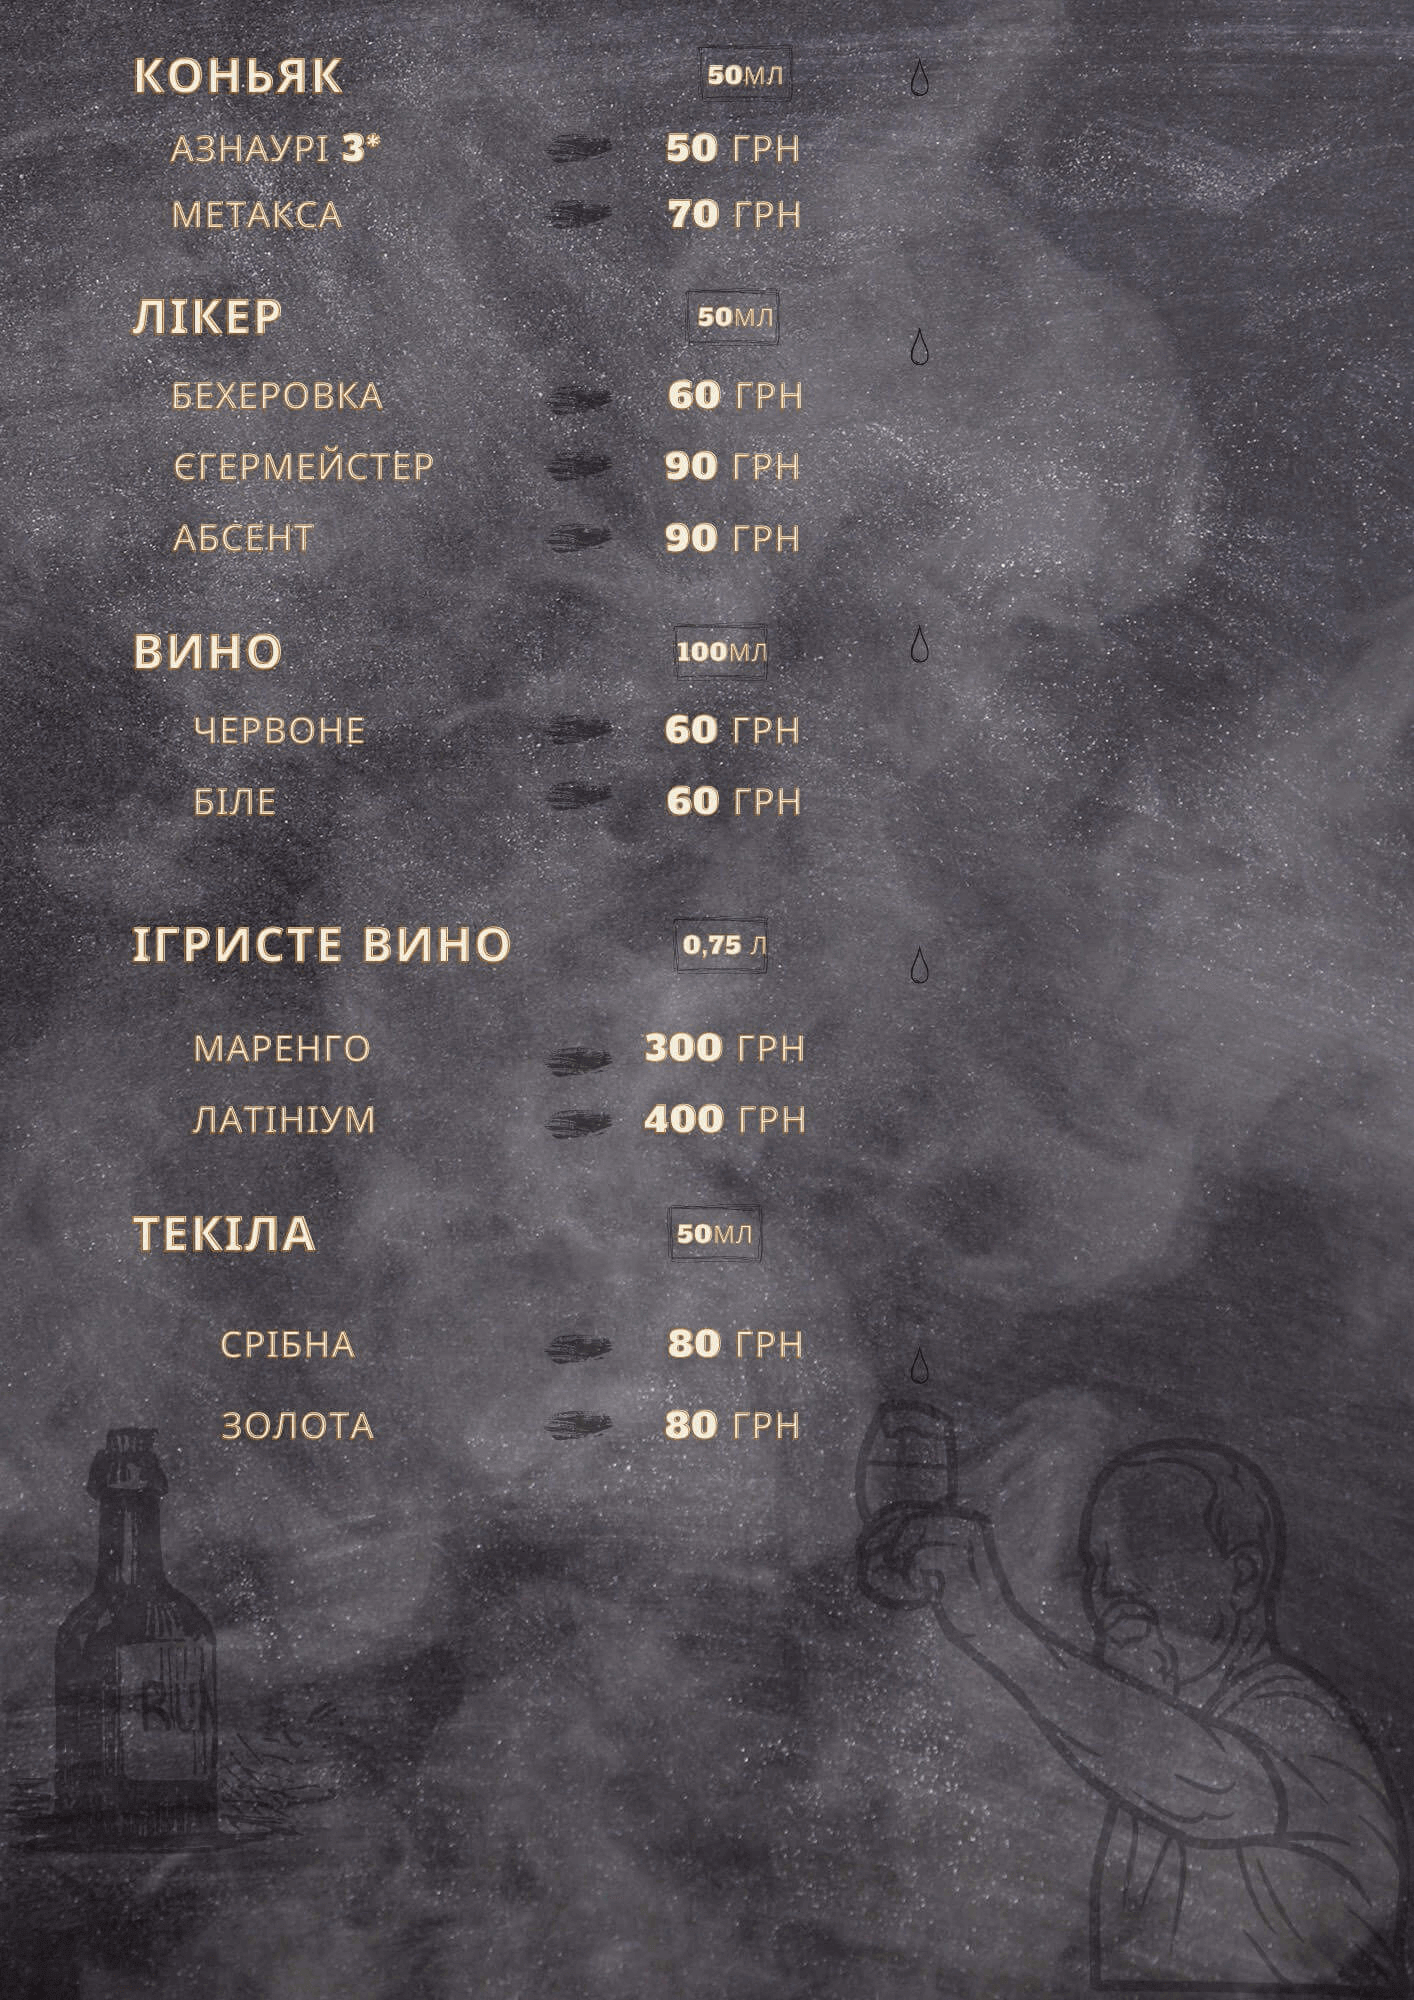 КОНЬЯК 50МЛ
АЗНАУРІ 3* 50 ГРН
МЕТАКСА 70 ГРН
ЛІКЕР 50МЛ
БЕХЕРОВКА 60 ГРН
ЄГЕРМЕЙСТЕР 90 ГРН
АБСЕНТ 90 ГРН
ВИНО 100МЛ
ЧЕРВОНЕ 60 ГРН
БІЛЕ 60 ГРН
ІГРИСТЕ ВИНО 0,75 Л
МАРЕНГО 300 ГРН
ЛАТІНІУМ 400 ГРН
ТЕКІЛА 50МЛ
СРІБНА 80 ГРН
ЗОЛОТА 80 ГРН